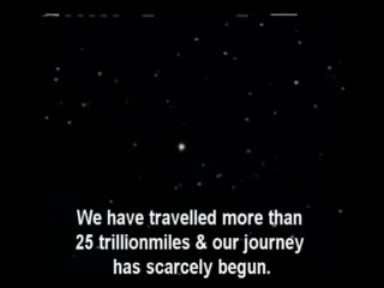 We have travelled more than
25 trillionmiles & our journey
has scarcely begun.